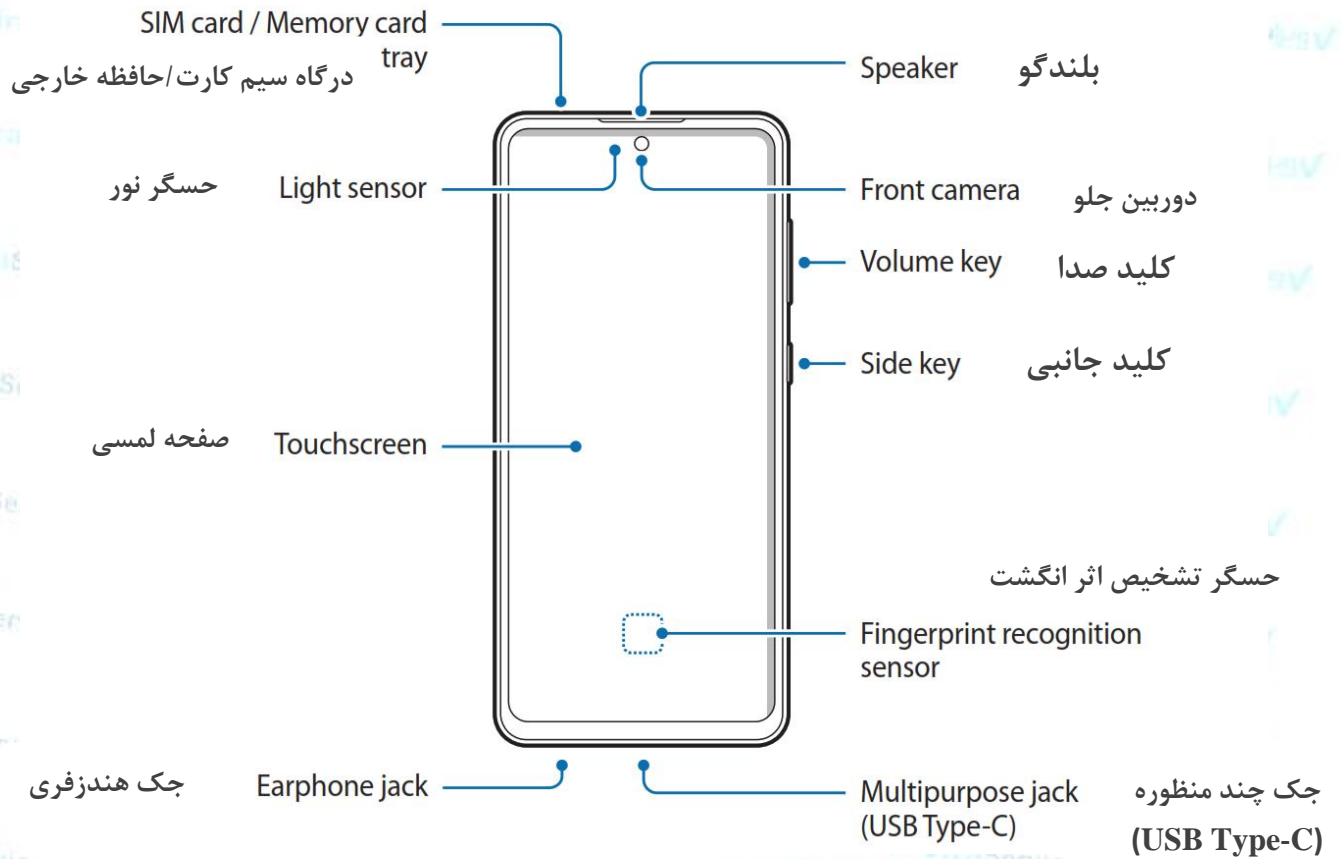 SIM card / Memory card
tray
درگاه سیم کارت/حافظه خارجی
Speaker بلندگو
حسگر نور Light sensor
Front camera دوربین جلو
Volume key کلید صدا
Side key کلید جانبی
صفحه لمسی Touchscreen
حسگر تشخیص اثر انگشت
Fingerprint recognition
sensor
جک هندزفری Earphone jack
Multipurpose jack جک چند منظوره
(USB Type-C) (USB Type-C)